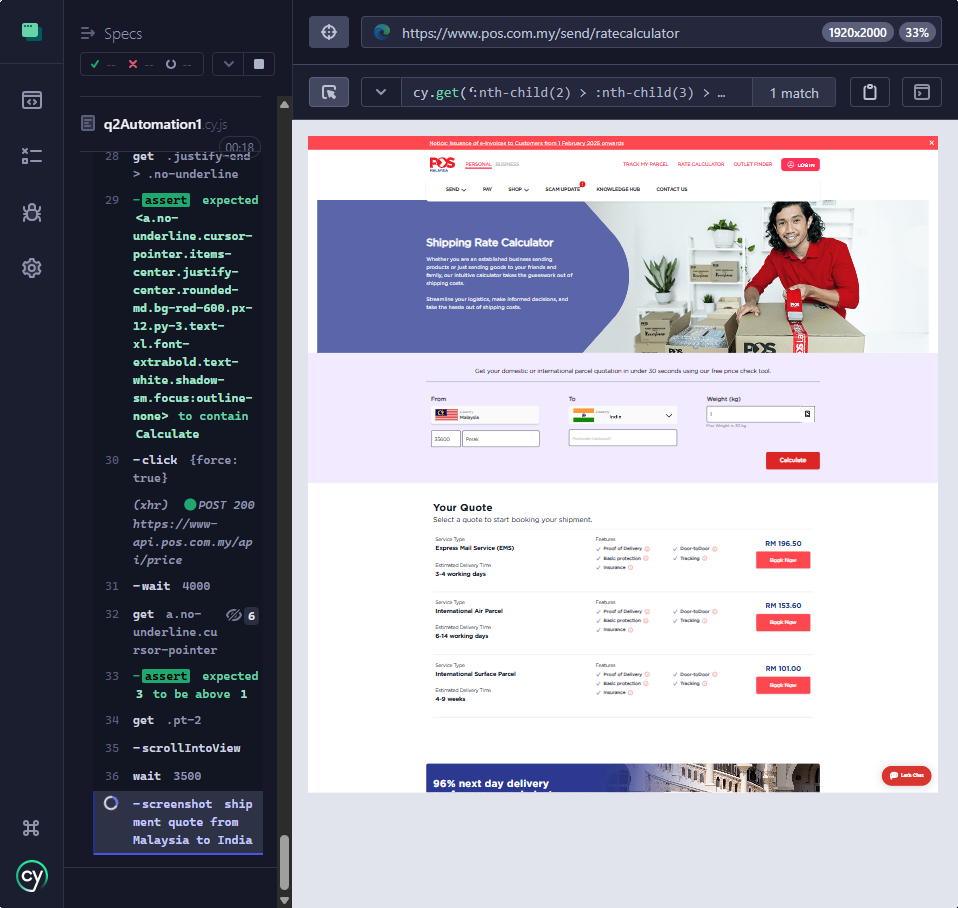 Specs
-- -- --
q2Automation1.cy.js
00:18
28 get .justify-end
> .no-underline
29 -assert expected
<a.no-
underline.cursor-
pointer.items-
center.justify-
center.rounded-
md.bg-red-600.px-
12.py-3.text-
xl.font-
extrabold.text-
white.shadow-
sm.focus:outline-
none> to contain
Calculate
30 -click {force:
true}
(xhr) POST 200
https://www-
api.pos.com.my/ap
i/price
31 -wait 4000
32 get a.no- 6
underline.cu
rsor-pointer
33 -assert expected
3 to be above 1
34 get .pt-2
35 -scrollIntoView
36 wait 3500
-screenshot ship
ment quote from
Malaysia to India
cy
https://www.pos.com.my/send/ratecalculator 1920x2000 33%
cy.get(':nth-child(2) > :nth-child(3) > … 1 match
Notice: Issuance of e-Invoices to Customers from 1 February 2025 onwards
POS
MALAYSIA
PERSONAL BUSINESS
TRACK MY PARCEL RATE CALCULATOR OUTLET FINDER LOG IN
SEND PAY SHOP SCAM UPDATE KNOWLEDGE HUB CONTACT US
Shipping Rate Calculator
Whether you are an established business sending
products or just sending goods to your friends and
family, our intuitive calculator takes the guesswork out of
shipping costs.
Streamline your logistics, make informed decisions, and
take the hassle out of shipping costs.
POS
Get your domestic or international parcel quotation in under 30 seconds using our free price check tool.
From To Weight (kg)
Country
Malaysia
Country
India
1
Max Weight is 30 kg
35600 Perak
Postcode (optional)
Calculate
Your Quote
Select a quote to start booking your shipment.
Service Type
Express Mail Service (EMS)
Estimated Delivery Time
3-4 working days
Features
Proof of Delivery Door-to-Door
Basic protection Tracking
Insurance
RM 196.50
Book Now
Service Type
International Air Parcel
Estimated Delivery Time
6-14 working days
Features
Proof of Delivery Door-to-Door
Basic protection Tracking
Insurance
RM 153.60
Book Now
Service Type
International Surface Parcel
Estimated Delivery Time
4-9 weeks
Features
Proof of Delivery Door-to-Door
Basic protection Tracking
Insurance
RM 101.00
Book Now
96% next day delivery
Let's Chat